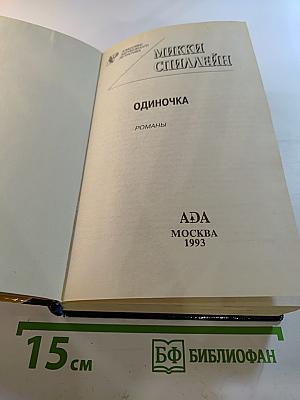 МИККИ
СПИЛЛЕЙН
ОДИНОЧКА
РОМАНЫ
АДА
МОСКВА
1993
15 см
БФ БИБЛИОФАН